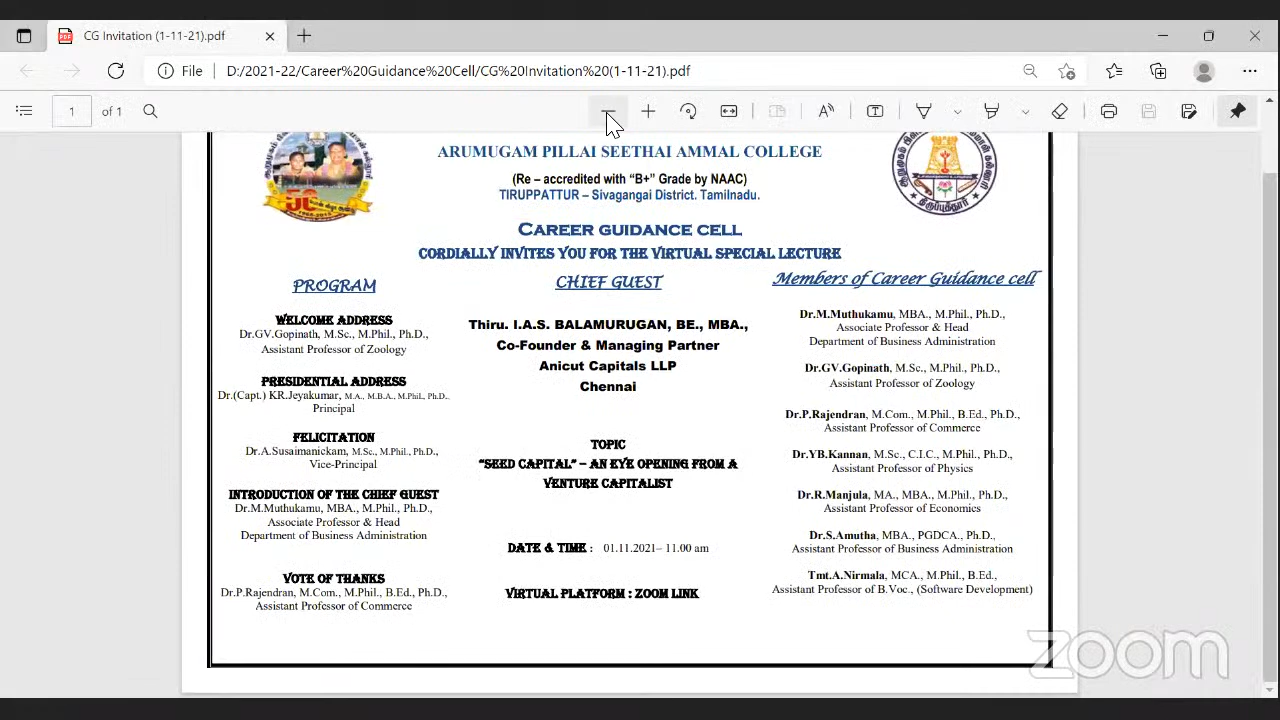 CG Invitation (1-11-21).pdf
File
D:/2021-22/Career%20Guidance%20Cell/CG%20Invitation%20(1-11-21).pdf
1 of 1
ARUMUGAM PILLAI SEETHAI AMMAL COLLEGE
(Re – accredited with “B+” Grade by NAAC)
TIRUPPATTUR – Sivagangai District. Tamilnadu.
CAREER GUIDANCE CELL
CORDIALLY INVITES YOU FOR THE VIRTUAL SPECIAL LECTURE
PROGRAM
WELCOME ADDRESS
Dr.GV.Gopinath, M.Sc., M.Phil., Ph.D.,
Assistant Professor of Zoology
PRESIDENTIAL ADDRESS
Dr.(Capt.) KR.Jeyakumar, M.A., M.B.A., M.Phil., Ph.D..
Principal
FELICITATION
Dr.A.Susaimanickam, M.Sc., M.Phil., Ph.D.,
Vice-Principal
INTRODUCTION OF THE CHIEF GUEST
Dr.M.Muthukamu, MBA., M.Phil., Ph.D.,
Associate Professor & Head
Department of Business Administration
VOTE OF THANKS
Dr.P.Rajendran, M.Com., M.Phil., B.Ed., Ph.D.,
Assistant Professor of Commerce
CHIEF GUEST
Thiru. I.A.S. BALAMURUGAN, BE., MBA.,
Co-Founder & Managing Partner
Anicut Capitals LLP
Chennai
TOPIC
“SEED CAPITAL” – AN EYE OPENING FROM A
VENTURE CAPITALIST
DATE & TIME : 01.11.2021– 11.00 am
VIRTUAL PLATFORM : ZOOM LINK
Members of Career Guidance cell
Dr.M.Muthukamu, MBA., M.Phil., Ph.D.,
Associate Professor & Head
Department of Business Administration
Dr.GV.Gopinath, M.Sc., M.Phil., Ph.D.,
Assistant Professor of Zoology
Dr.P.Rajendran, M.Com., M.Phil., B.Ed., Ph.D.,
Assistant Professor of Commerce
Dr.YB.Kannan, M.Sc., C.I.C., M.Phil., Ph.D.,
Assistant Professor of Physics
Dr.R.Manjula, MA., MBA., M.Phil., Ph.D.,
Assistant Professor of Economics
Dr.S.Amutha, MBA., PGDCA., Ph.D.,
Assistant Professor of Business Administration
Tmt.A.Nirmala, MCA., M.Phil., B.Ed.,
Assistant Professor of B.Voc., (Software Development)
zoom